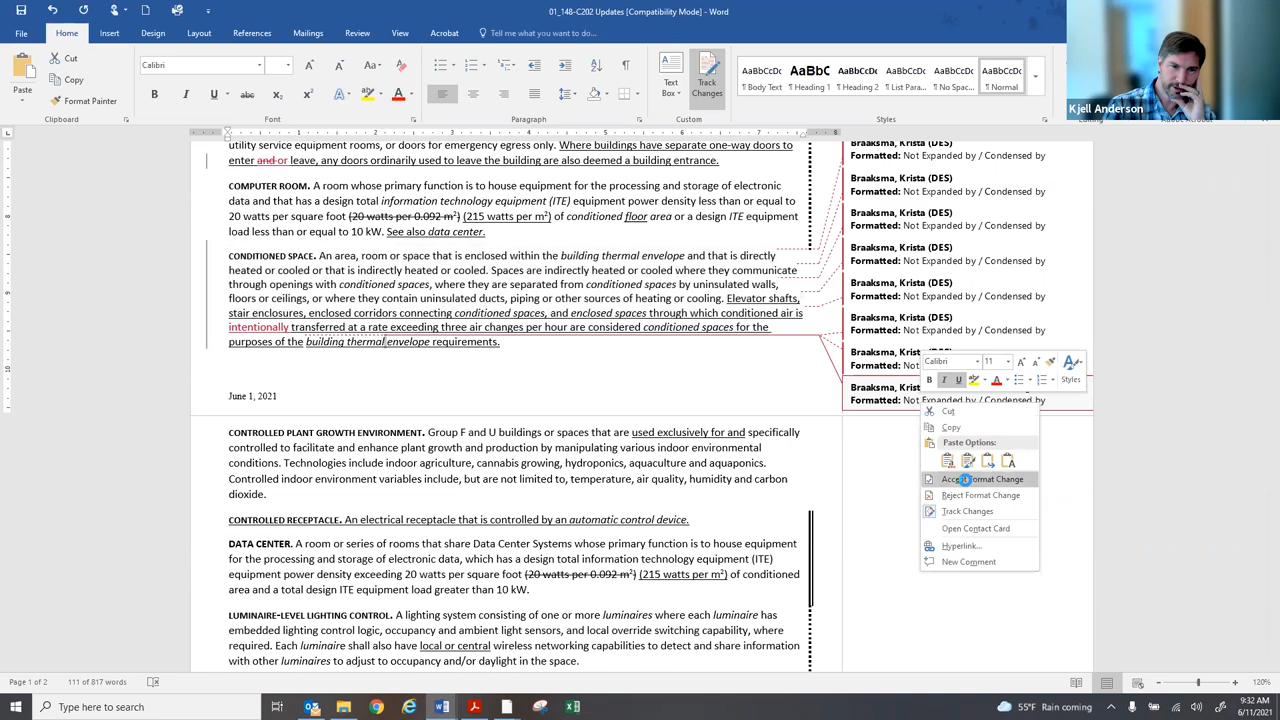 01_148-C202 Updates [Compatibility Mode] - Word
File Home Insert Design Layout References Mailings Review View Acrobat Tell me what you want to do...
Kjell Anderson
Paste
Cut
Copy
Format Painter
Calibri
Text Box
Track Changes
AaBbCcDc AaBbC AaBbCcDc AaBbCcDc AaBbCcDc AaBbCcDc
¶ Body Text ¶ Heading 1 ¶ Heading 2 ¶ List Para... ¶ No Spac... ¶ Normal
Clipboard Font Paragraph Custom Styles
utility service equipment rooms, or doors for emergency egress only. Where buildings have separate one-way doors to
enter and or leave, any doors ordinarily used to leave the building are also deemed a building entrance.
COMPUTER ROOM. A room whose primary function is to house equipment for the processing and storage of electronic
data and that has a design total information technology equipment (ITE) equipment power density less than or equal to
20 watts per square foot (20 watts per 0.092 m²) (215 watts per m²) of conditioned floor area or a design ITE equipment
load less than or equal to 10 kW. See also data center.
CONDITIONED SPACE. An area, room or space that is enclosed within the building thermal envelope and that is directly
heated or cooled or that is indirectly heated or cooled. Spaces are indirectly heated or cooled where they communicate
through openings with conditioned spaces, where they are separated from conditioned spaces by uninsulated walls,
floors or ceilings, or where they contain uninsulated ducts, piping or other sources of heating or cooling. Elevator shafts,
stair enclosures, enclosed corridors connecting conditioned spaces, and enclosed spaces through which conditioned air is
intentionally transferred at a rate exceeding three air changes per hour are considered conditioned spaces for the
purposes of the building thermal envelope requirements.
June 1, 2021
CONTROLLED PLANT GROWTH ENVIRONMENT. Group F and U buildings or spaces that are used exclusively for and specifically
controlled to facilitate and enhance plant growth and production by manipulating various indoor environmental
conditions. Technologies include indoor agriculture, cannabis growing, hydroponics, aquaculture and aquaponics.
Controlled indoor environment variables include, but are not limited to, temperature, air quality, humidity and carbon
dioxide.
CONTROLLED RECEPTACLE. An electrical receptacle that is controlled by an automatic control device.
DATA CENTER. A room or series of rooms that share Data Center Systems whose primary function is to house equipment
for the processing and storage of electronic data, which has a design total information technology equipment (ITE)
equipment power density exceeding 20 watts per square foot (20 watts per 0.092 m²) (215 watts per m²) of conditioned
area and a total design ITE equipment load greater than 10 kW.
LUMINAIRE-LEVEL LIGHTING CONTROL. A lighting system consisting of one or more luminaires where each luminaire has
embedded lighting control logic, occupancy and ambient light sensors, and local override switching capability, where
required. Each luminaire shall also have local or central wireless networking capabilities to detect and share information
with other luminaires to adjust to occupancy and/or daylight in the space.
Braaksma, Krista (DES)
Formatted: Not Expanded by / Condensed by
Braaksma, Krista (DES)
Formatted: Not Expanded by / Condensed by
Braaksma, Krista (DES)
Formatted: Not Expanded by / Condensed by
Braaksma, Krista (DES)
Formatted: Not Expanded by / Condensed by
Braaksma, Krista (DES)
Formatted: Not Expanded by / Condensed by
Braaksma, Krista (DES)
Formatted: Not Expanded by / Condensed by
Braaksma, Krist
Formatted: No
Braaksma, Krist
Formatted: Not Expanded by / Condensed by
Calibri 11
Styles
Cut
Copy
Paste Options:
Accept Format Change
Reject Format Change
Track Changes
Open Contact Card
Hyperlink...
New Comment
Page 1 of 2 111 of 817 words 120%
Type here to search
55°F Rain coming
9:32 AM
6/11/2021